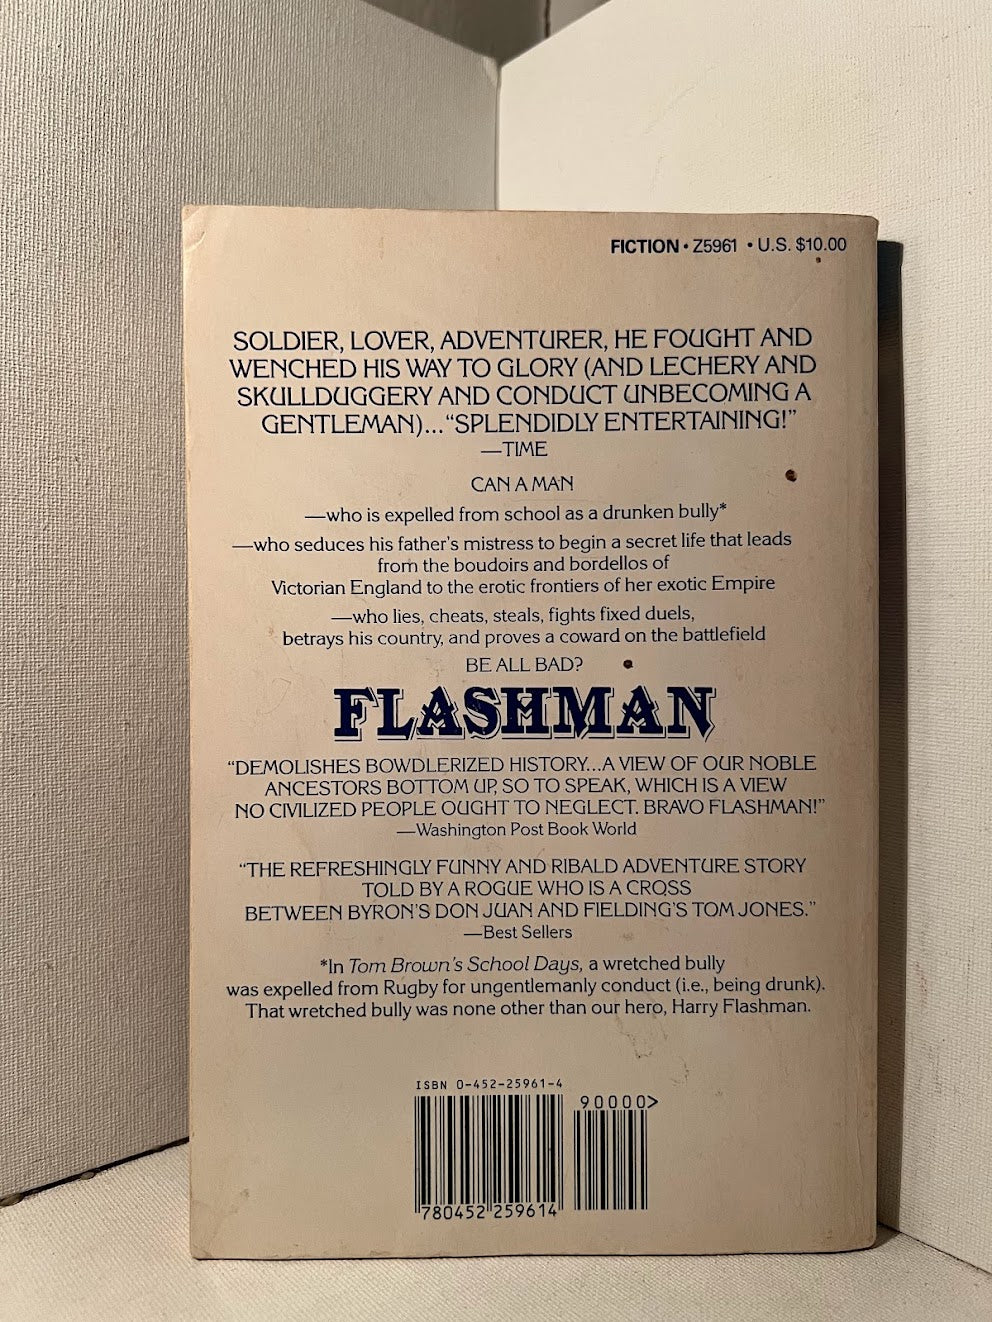 FICTION • Z5961 • U.S. $10.00
SOLDIER, LOVER, ADVENTURER, HE FOUGHT AND
WENCHED HIS WAY TO GLORY (AND LECHERY AND
SKULLDUGGERY AND CONDUCT UNBECOMING A
GENTLEMAN)...“SPLENDIDLY ENTERTAINING!”
—TIME
CAN A MAN
—who is expelled from school as a drunken bully*
—who seduces his father's mistress to begin a secret life that leads
from the boudoirs and bordellos of
Victorian England to the erotic frontiers of her exotic Empire
—who lies, cheats, steals, fights fixed duels,
betrays his country, and proves a coward on the battlefield
BE ALL BAD?
FLASHMAN
“DEMOLISHES BOWDLERIZED HISTORY...A VIEW OF OUR NOBLE
ANCESTORS BOTTOM UP, SO TO SPEAK, WHICH IS A VIEW
NO CIVILIZED PEOPLE OUGHT TO NEGLECT. BRAVO FLASHMAN!”
—Washington Post Book World
“THE REFRESHINGLY FUNNY AND RIBALD ADVENTURE STORY
TOLD BY A ROGUE WHO IS A CROSS
BETWEEN BYRON'S DON JUAN AND FIELDING'S TOM JONES.”
—Best Sellers
*In Tom Brown's School Days, a wretched bully
was expelled from Rugby for ungentlemanly conduct (i.e., being drunk).
That wretched bully was none other than our hero, Harry Flashman.
ISBN 0-452-25961-4
90000>
780452 259614